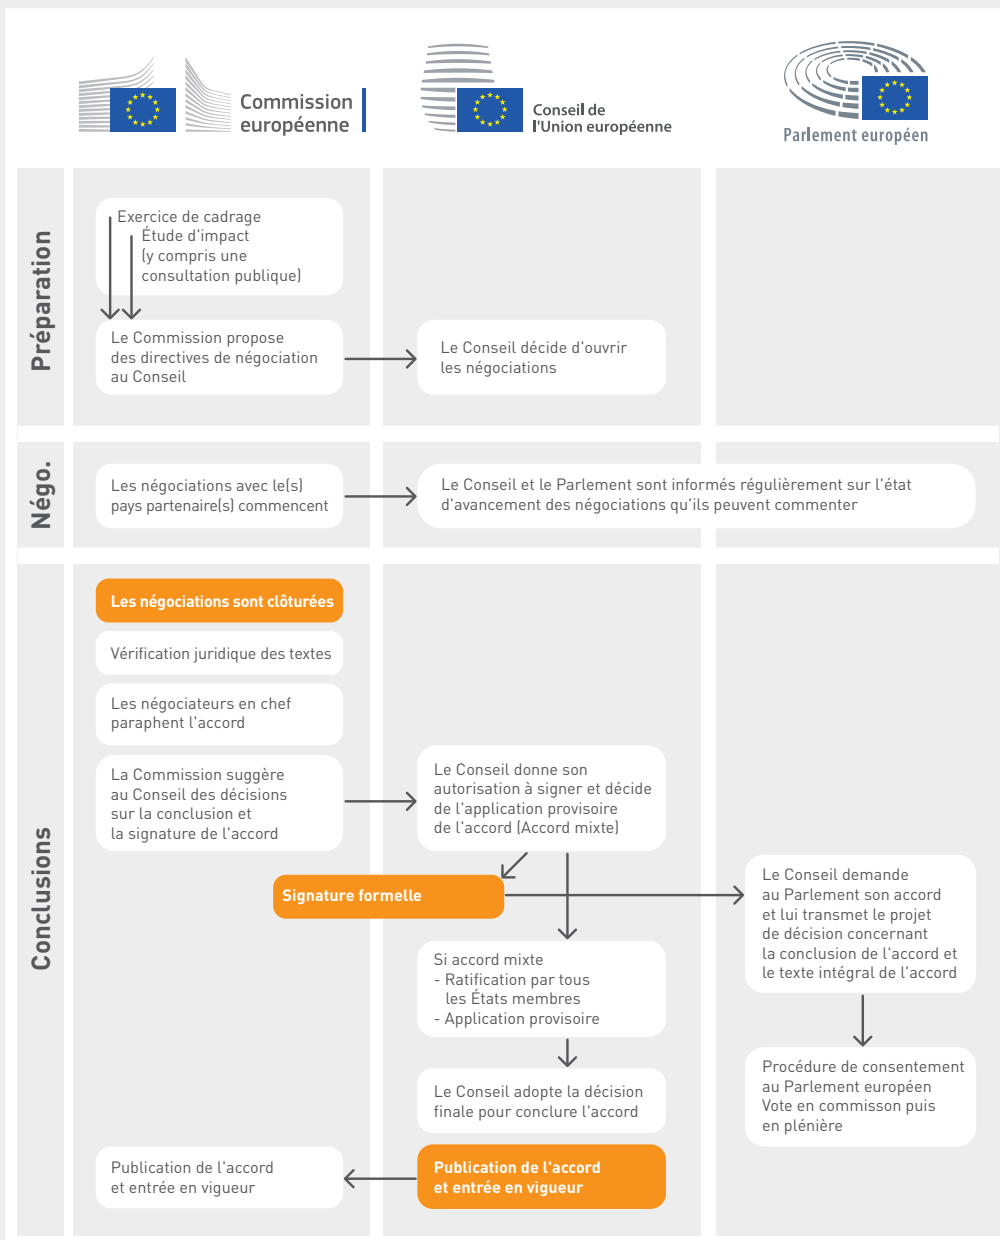 Commission
européenne
Conseil de
l'Union européenne
Parlement européen
Préparation
Exercice de cadrage
Étude d'impact
(y compris une
consultation publique)
Le Commission propose
des directives de négociation
au Conseil
Le Conseil décide d'ouvrir
les négociations
Négo.
Les négociations avec le(s)
pays partenaire(s) commencent
Le Conseil et le Parlement sont informés régulièrement sur l'état
d'avancement des négociations qu'ils peuvent commenter
Conclusions
Les négociations sont clôturées
Vérification juridique des textes
Les négociateurs en chef
paraphent l'accord
La Commission suggère
au Conseil des décisions
sur la conclusion et
la signature de l'accord
Le Conseil donne son
autorisation à signer et décide
de l'application provisoire
de l'accord (Accord mixte)
Signature formelle
Le Conseil demande
au Parlement son accord
et lui transmet le projet
de décision concernant
la conclusion de l'accord et
le texte intégral de l'accord
Si accord mixte
- Ratification par tous
les États membres
- Application provisoire
Procédure de consentement
au Parlement européen
Vote en commisson puis
en plénière
Le Conseil adopte la décision
finale pour conclure l'accord
Publication de l'accord
et entrée en vigueur
Publication de l'accord
et entrée en vigueur